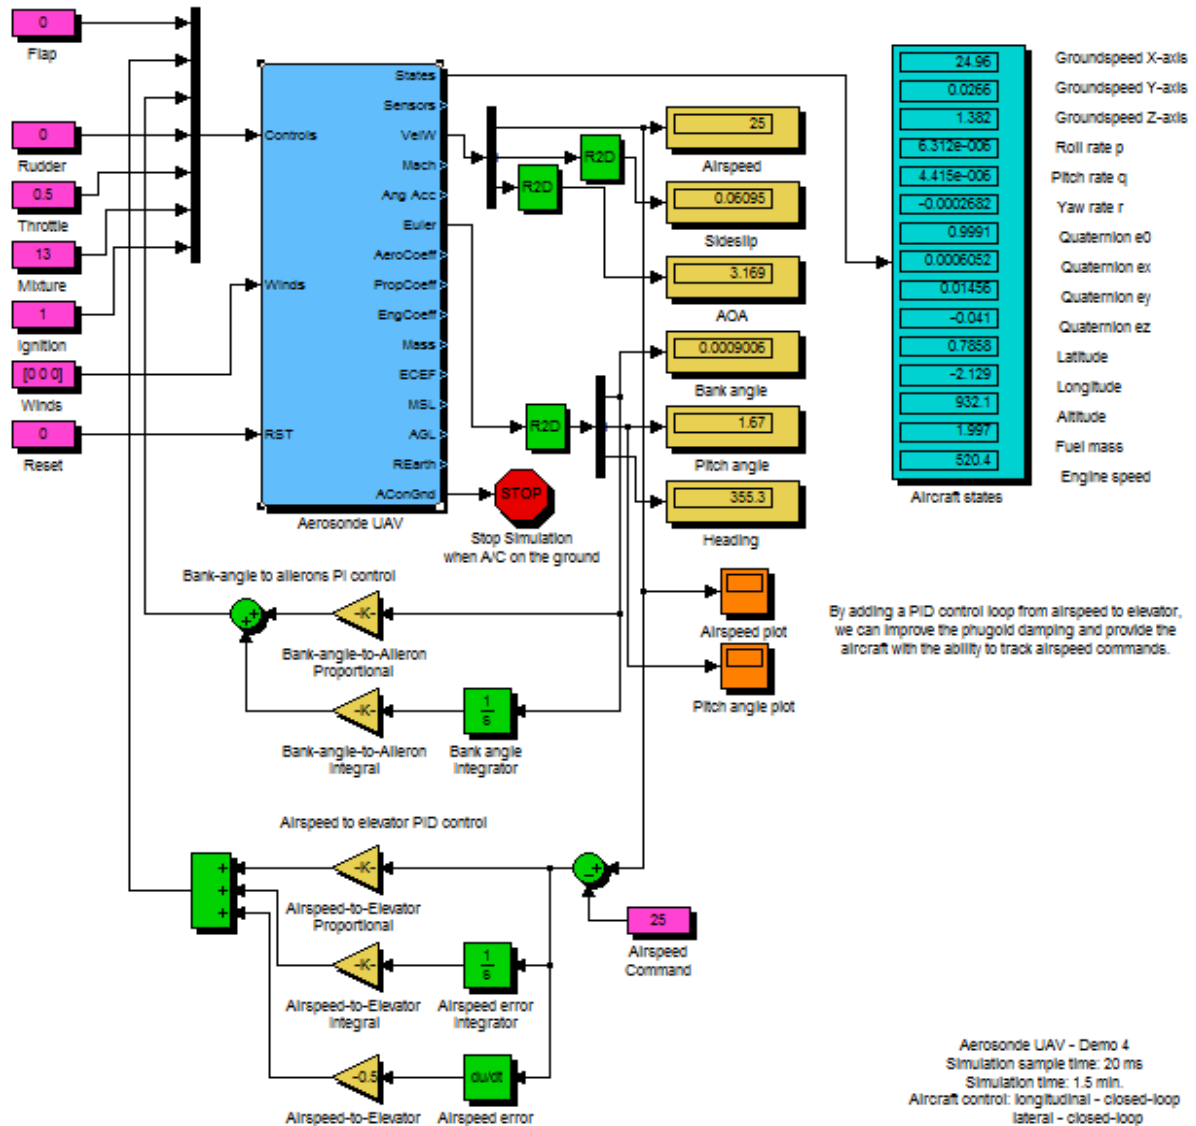 0
Flap
0
Rudder
0.5
Throttle
13
Mixture
1
Ignition
[0 0 0]
Winds
0
Reset
Controls
Winds
RST
States
Sensors
VelW
Mach
Ang Acc
Euler
AeroCoeff
PropCoeff
EngCoeff
Mass
ECEF
MSL
AGL
REarth
AConGnd
Aerosonde UAV
R2D
R2D
R2D
STOP
Stop Simulation
when A/C on the ground
25
Airspeed
0.06095
Sideslip
3.169
AOA
0.0009006
Bank angle
1.67
Pitch angle
355.3
Heading
Airspeed plot
Pitch angle plot
24.96
0.0266
1.382
6.312e-006
4.415e-006
-0.0002682
0.9991
0.0006052
0.01456
-0.041
0.7858
-2.129
932.1
1.997
520.4
Aircraft states
Groundspeed X-axis
Groundspeed Y-axis
Groundspeed Z-axis
Roll rate p
Pitch rate q
Yaw rate r
Quaternion e0
Quaternion ex
Quaternion ey
Quaternion ez
Latitude
Longitude
Altitude
Fuel mass
Engine speed
By adding a PID control loop from airspeed to elevator,
we can improve the phugoid damping and provide the
aircraft with the ability to track airspeed commands.
Bank-angle to ailerons PI control
+
+
-K-
Bank-angle-to-Aileron
Proportional
-K-
Bank-angle-to-Aileron
Integral
1
s
Bank angle
Integrator
Airspeed to elevator PID control
+
+
+
-K-
Airspeed-to-Elevator
Proportional
-+
25
Airspeed
Command
-K-
Airspeed-to-Elevator
Integral
1
s
Airspeed error
Integrator
-0.5
Airspeed-to-Elevator
du/dt
Airspeed error
Aerosonde UAV - Demo 4
Simulation sample time: 20 ms
Simulation time: 1.5 min.
Aircraft control: longitudinal - closed-loop
lateral - closed-loop